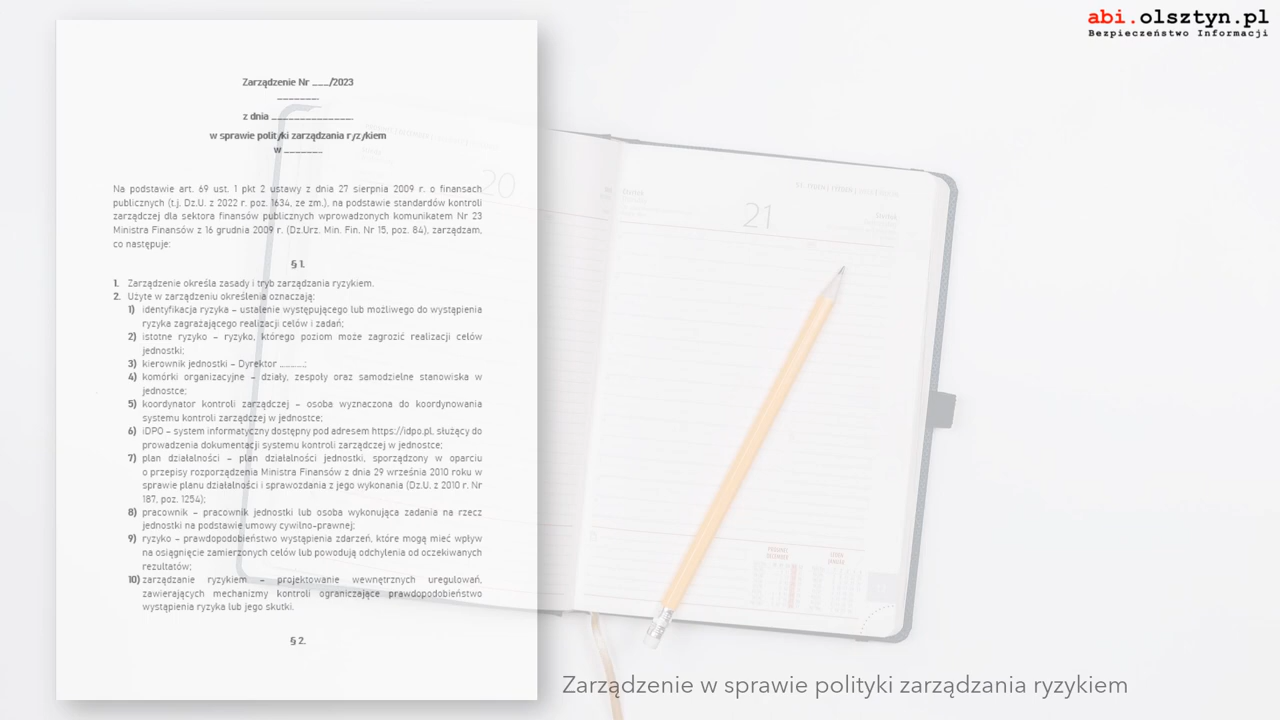 abi.olsztyn.pl
Bezpieczeństwo Informacji
Zarządzenie Nr ___/2023
________
z dnia ________________
w sprawie polityki zarządzania ryzykiem
w ________
Na podstawie art. 69 ust. 1 pkt 2 ustawy z dnia 27 sierpnia 2009 r. o finansach
publicznych (t.j. Dz.U. z 2022 r. poz. 1634, ze zm.), na podstawie standardów kontroli
zarządczej dla sektora finansów publicznych wprowadzonych komunikatem Nr 23
Ministra Finansów z 16 grudnia 2009 r. (Dz.Urz. Min. Fin. Nr 15, poz. 84), zarządzam,
co następuje:
§ 1.
1. Zarządzenie określa zasady i tryb zarządzania ryzykiem.
2. Użyte w zarządzeniu określenia oznaczają:
1) identyfikacja ryzyka – ustalenie występującego lub możliwego do wystąpienia
ryzyka zagrażającego realizacji celów i zadań;
2) istotne ryzyko – ryzyko, którego poziom może zagrozić realizacji celów
jednostki;
3) kierownik jednostki – Dyrektor ………;
4) komórki organizacyjne – działy, zespoły oraz samodzielne stanowiska w
jednostce;
5) koordynator kontroli zarządczej – osoba wyznaczona do koordynowania
systemu kontroli zarządczej w jednostce;
6) iDPO – system informatyczny dostępny pod adresem https://idpo.pl, służący do
prowadzenia dokumentacji systemu kontroli zarządczej w jednostce;
7) plan działalności – plan działalności jednostki, sporządzony w oparciu
o przepisy rozporządzenia Ministra Finansów z dnia 29 września 2010 roku w
sprawie planu działalności i sprawozdania z jego wykonania (Dz.U. z 2010 r. Nr
187, poz. 1254);
8) pracownik – pracownik jednostki lub osoba wykonująca zadania na rzecz
jednostki na podstawie umowy cywilno-prawnej;
9) ryzyko – prawdopodobieństwo wystąpienia zdarzeń, które mogą mieć wpływ
na osiągnięcie zamierzonych celów lub powodują odchylenia od oczekiwanych
rezultatów;
10) zarządzanie ryzykiem – projektowanie wewnętrznych uregulowań,
zawierających mechanizmy kontroli ograniczające prawdopodobieństwo
wystąpienia ryzyka lub jego skutki.
§ 2.
20
21
Zarządzenie w sprawie polityki zarządzania ryzykiem